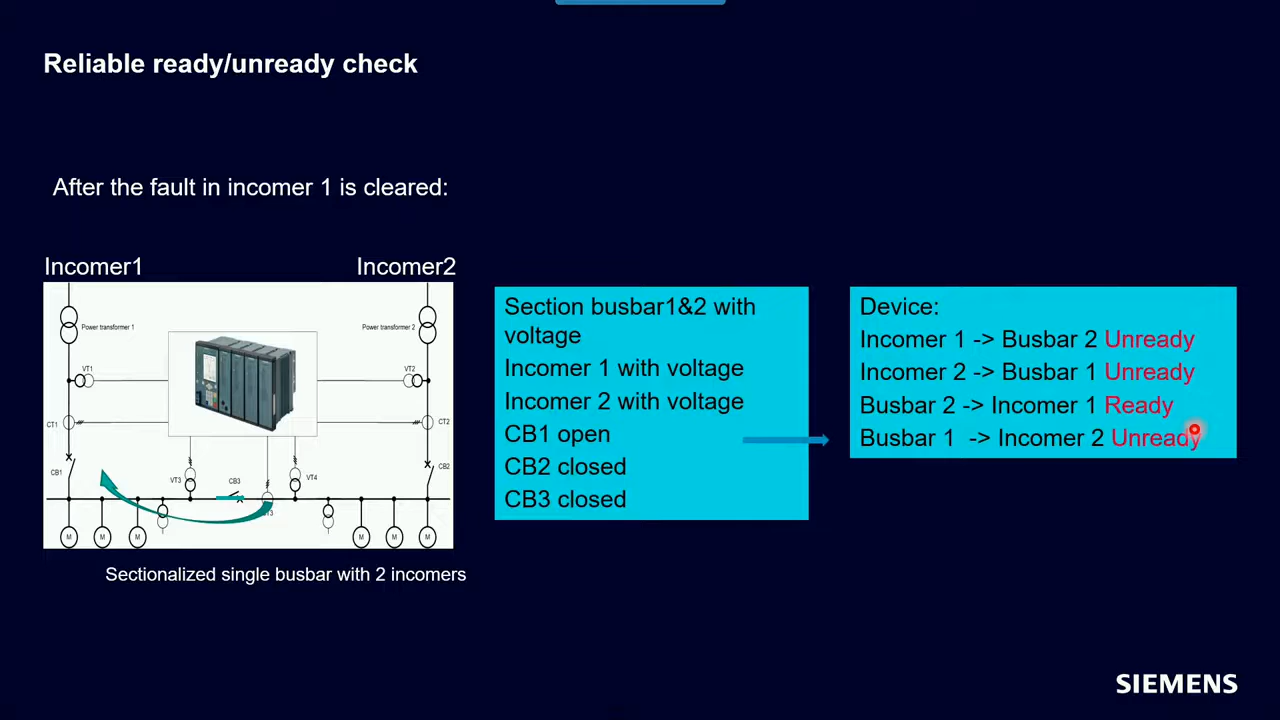 Reliable ready/unready check
After the fault in incomer 1 is cleared:
Incomer1
Incomer2
Power transformer 1
Power transformer 2
VT1
VT2
CT1
CT2
CB1
CB2
VT3
CB3
VT4
Sectionalized single busbar with 2 incomers
Section busbar1&2 with
voltage
Incomer 1 with voltage
Incomer 2 with voltage
CB1 open
CB2 closed
CB3 closed
Device:
Incomer 1 -> Busbar 2 Unready
Incomer 2 -> Busbar 1 Unready
Busbar 2 -> Incomer 1 Ready
Busbar 1 -> Incomer 2 Unready
M
M
M
M
M
M
SIEMENS